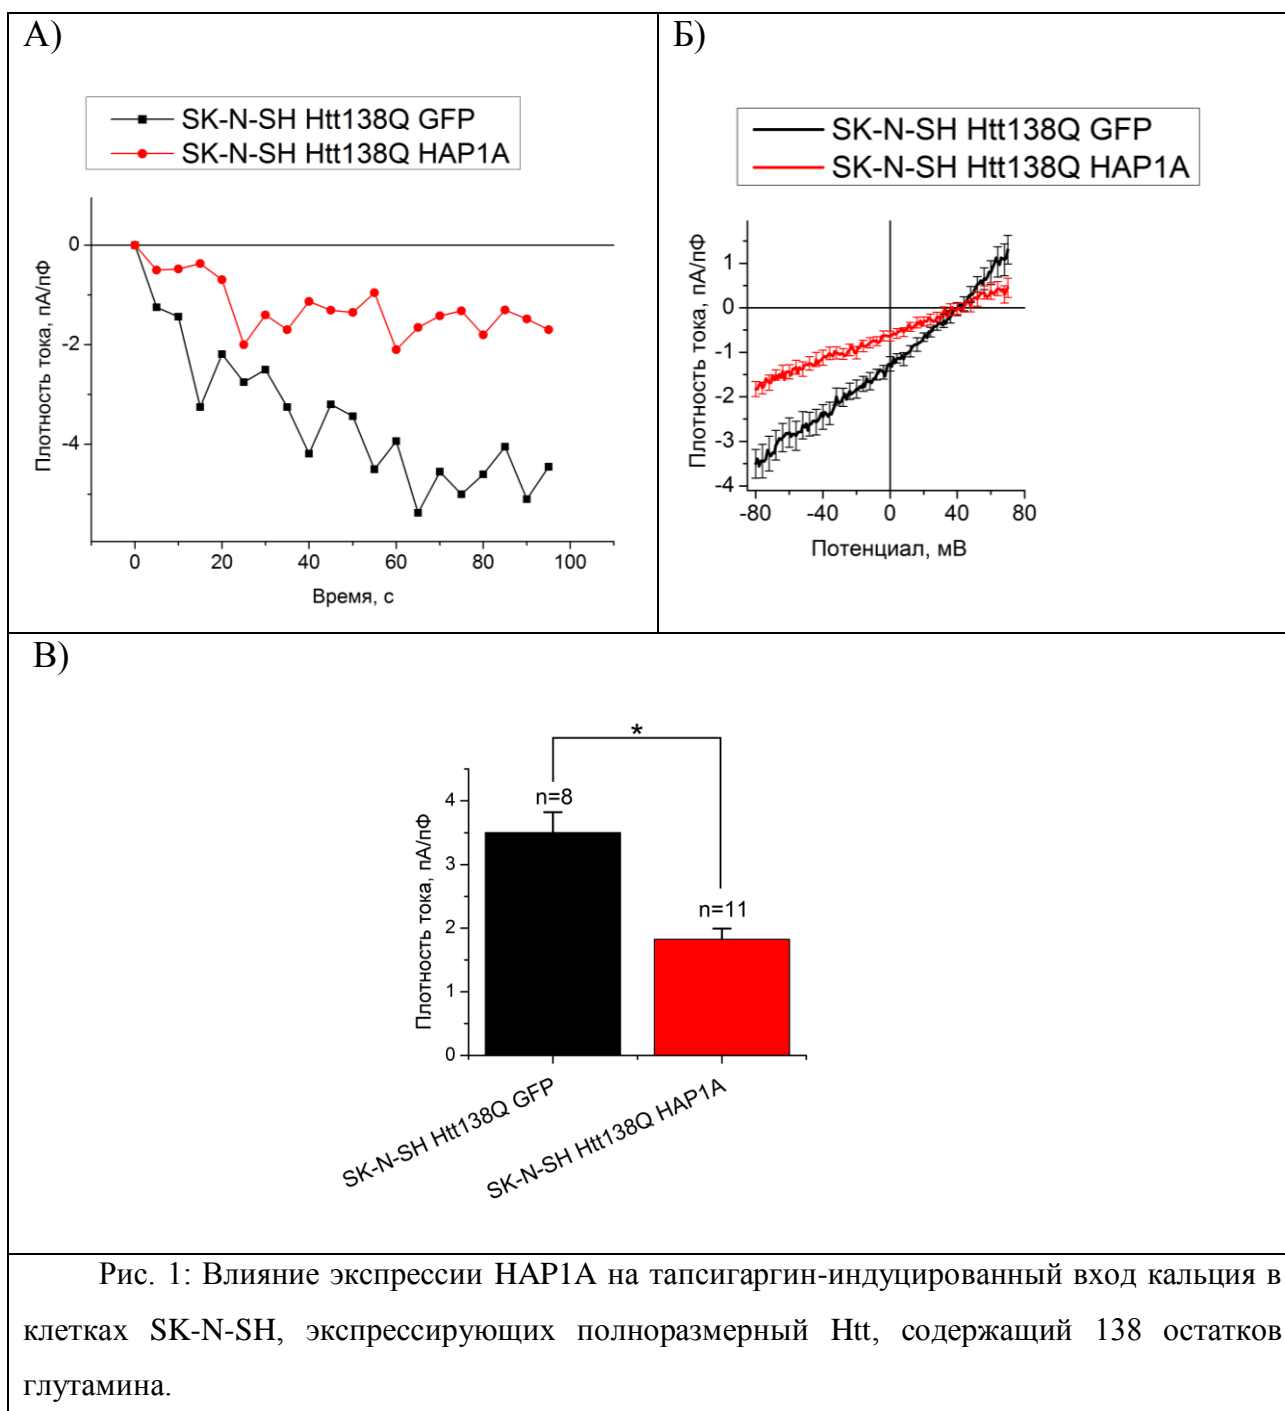 А)
SK-N-SH Htt138Q GFP
SK-N-SH Htt138Q HAP1A
Плотность тока, пА/пФ
0
-2
-4
0 20 40 60 80 100
Время, с
Б)
SK-N-SH Htt138Q GFP
SK-N-SH Htt138Q HAP1A
Плотность тока, пА/пФ
1
0
-1
-2
-3
-4
-80 -40 0 40 80
Потенциал, мВ
В)
*
n=8
n=11
Плотность тока, пА/пФ
4
3
2
1
0
SK-N-SH Htt138Q GFP
SK-N-SH Htt138Q HAP1A
Рис. 1: Влияние экспрессии HAP1A на тапсигаргин-индуцированный вход кальция в
клетках SK-N-SH, экспрессирующих полноразмерный Htt, содержащий 138 остатков
глутамина.